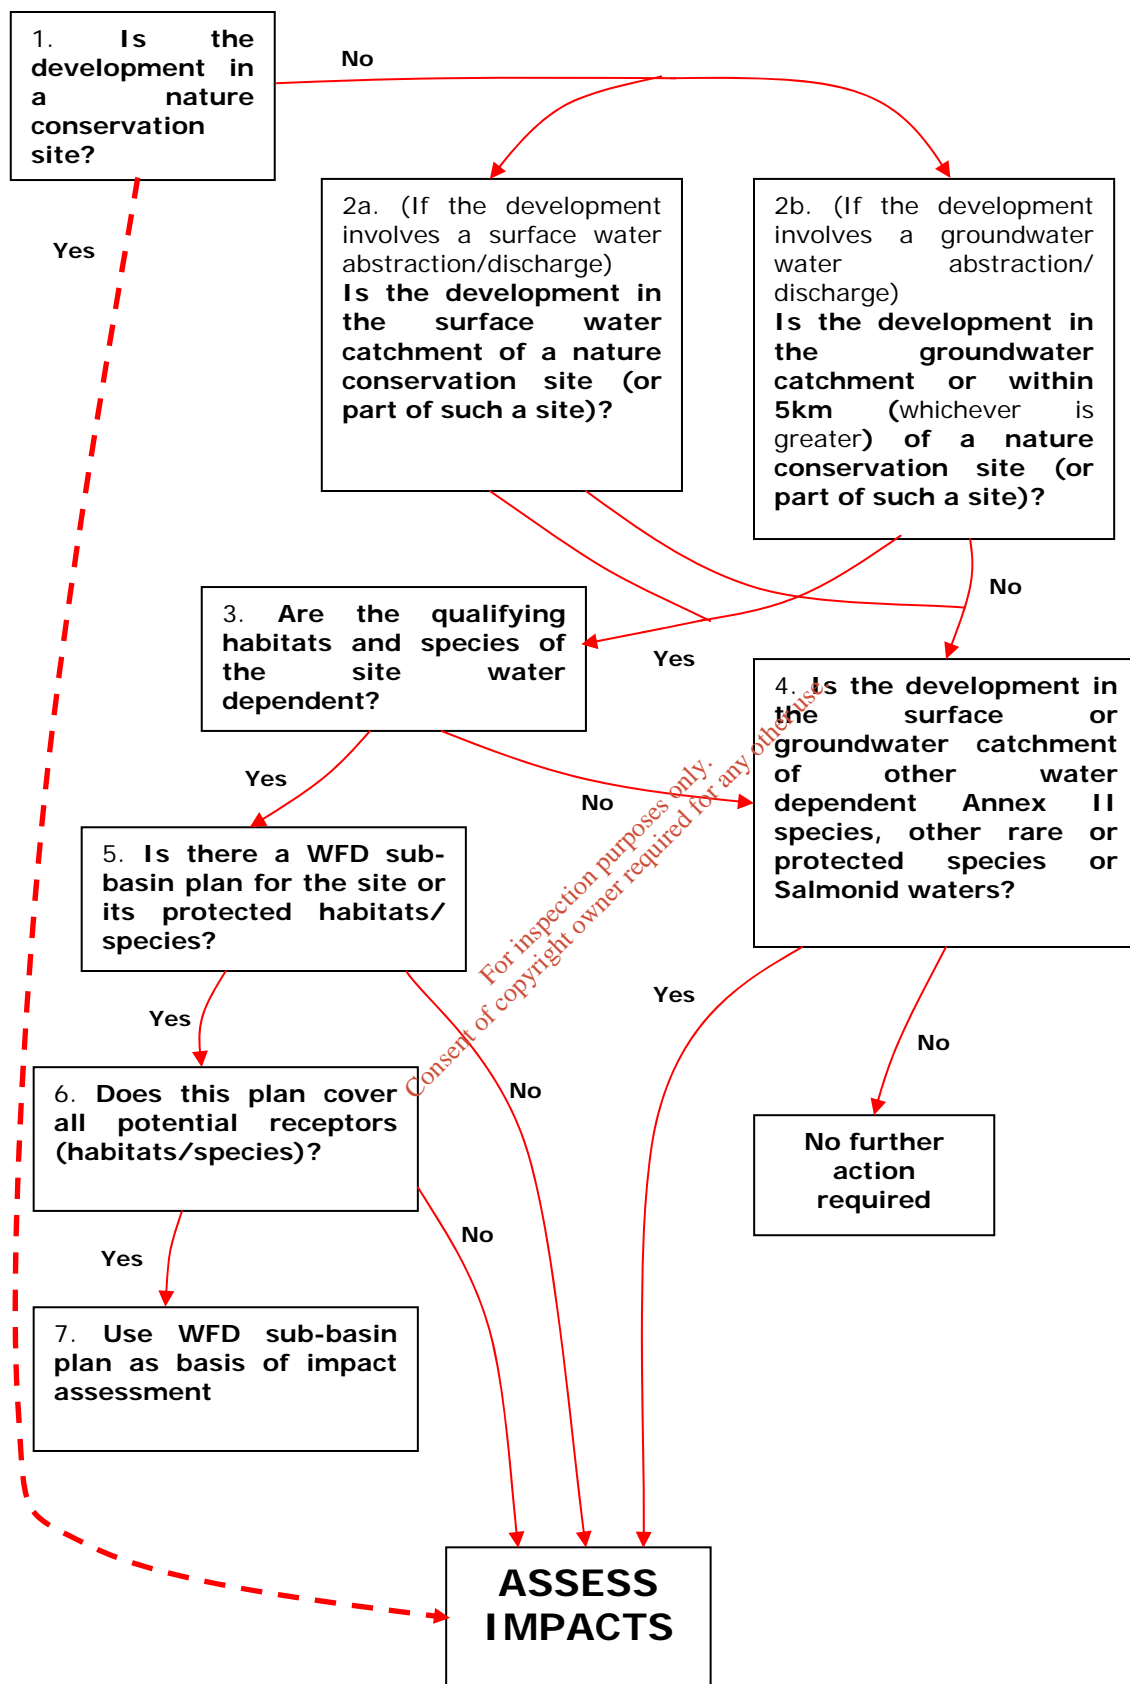 1. Is the
development in
a nature
conservation
site?
No
Yes
2a. (If the development
involves a surface water
abstraction/discharge)
Is the development in
the surface water
catchment of a nature
conservation site (or
part of such a site)?
2b. (If the development
involves a groundwater
water abstraction/
discharge)
Is the development in
the groundwater
catchment or within
5km (whichever is
greater) of a nature
conservation site (or
part of such a site)?
No
Yes
3. Are the qualifying
habitats and species of
the site water
dependent?
4. Is the development in
the surface or
groundwater catchment
of other water
dependent Annex II
species, other rare or
protected species or
Salmonid waters?
Yes
No
5. Is there a WFD sub-
basin plan for the site or
its protected habitats/
species?
For inspection purposes only.
Consent of copyright owner required for any other use.
Yes
No
Yes
No
6. Does this plan cover
all potential receptors
(habitats/species)?
No further
action
required
Yes
No
7. Use WFD sub-basin
plan as basis of impact
assessment
ASSESS
IMPACTS